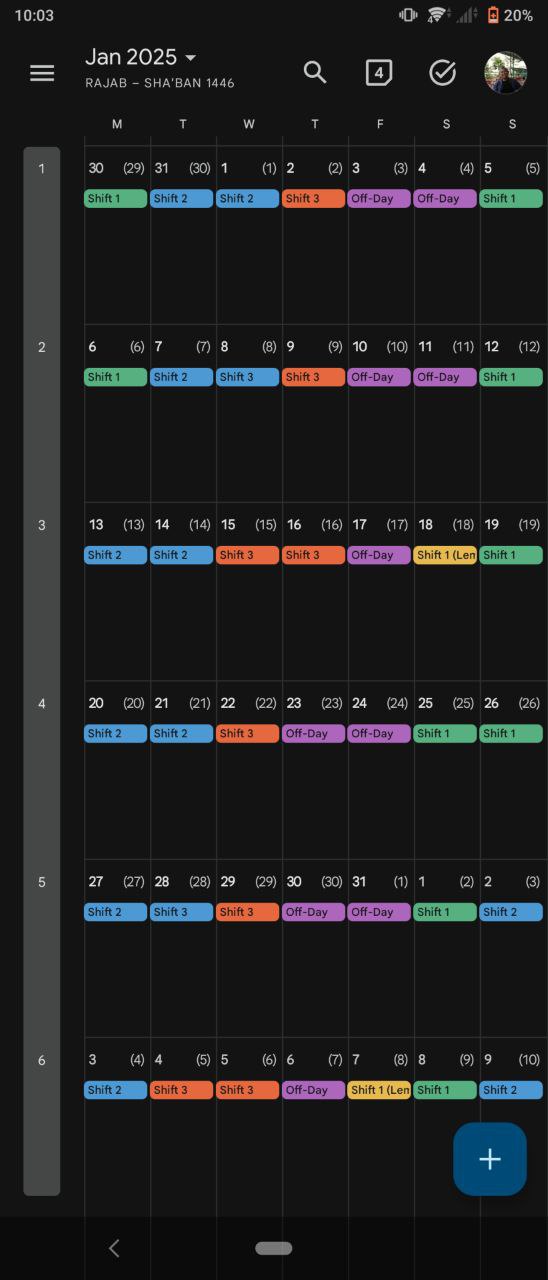 10:03 20%
Jan 2025
RAJAB – SHA'BAN 1446
4
M T W T F S S
1 30 (29) 31 (30) 1 (1) 2 (2) 3 (3) 4 (4) 5 (5)
Shift 1 Shift 2 Shift 2 Shift 3 Off-Day Off-Day Shift 1
2 6 (6) 7 (7) 8 (8) 9 (9) 10 (10) 11 (11) 12 (12)
Shift 1 Shift 2 Shift 3 Shift 3 Off-Day Off-Day Shift 1
3 13 (13) 14 (14) 15 (15) 16 (16) 17 (17) 18 (18) 19 (19)
Shift 2 Shift 2 Shift 3 Shift 3 Off-Day Shift 1 (Len Shift 1
4 20 (20) 21 (21) 22 (22) 23 (23) 24 (24) 25 (25) 26 (26)
Shift 2 Shift 2 Shift 3 Off-Day Off-Day Shift 1 Shift 1
5 27 (27) 28 (28) 29 (29) 30 (30) 31 (1) 1 (2) 2 (3)
Shift 2 Shift 3 Shift 3 Off-Day Off-Day Shift 1 Shift 2
6 3 (4) 4 (5) 5 (6) 6 (7) 7 (8) 8 (9) 9 (10)
Shift 2 Shift 3 Shift 3 Off-Day Shift 1 (Len Shift 1 Shift 2